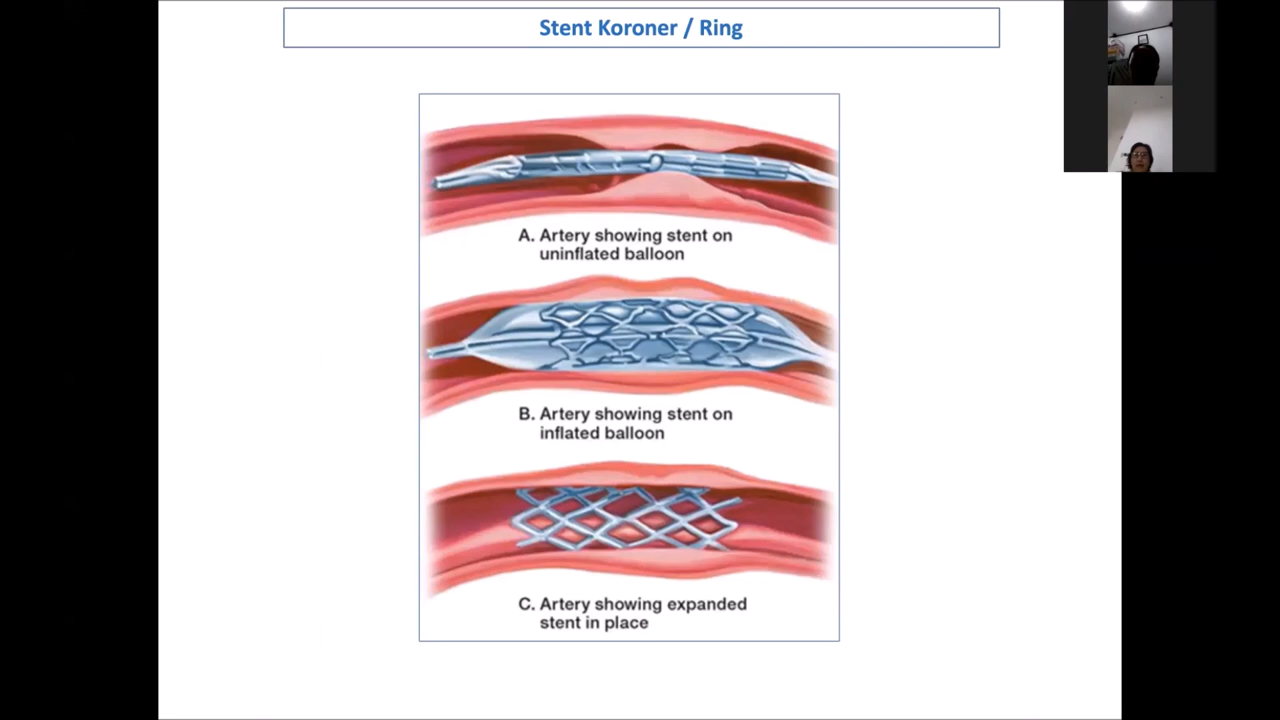 Stent Koroner / Ring
A. Artery showing stent on
uninflated balloon
B. Artery showing stent on
inflated balloon
C. Artery showing expanded
stent in place